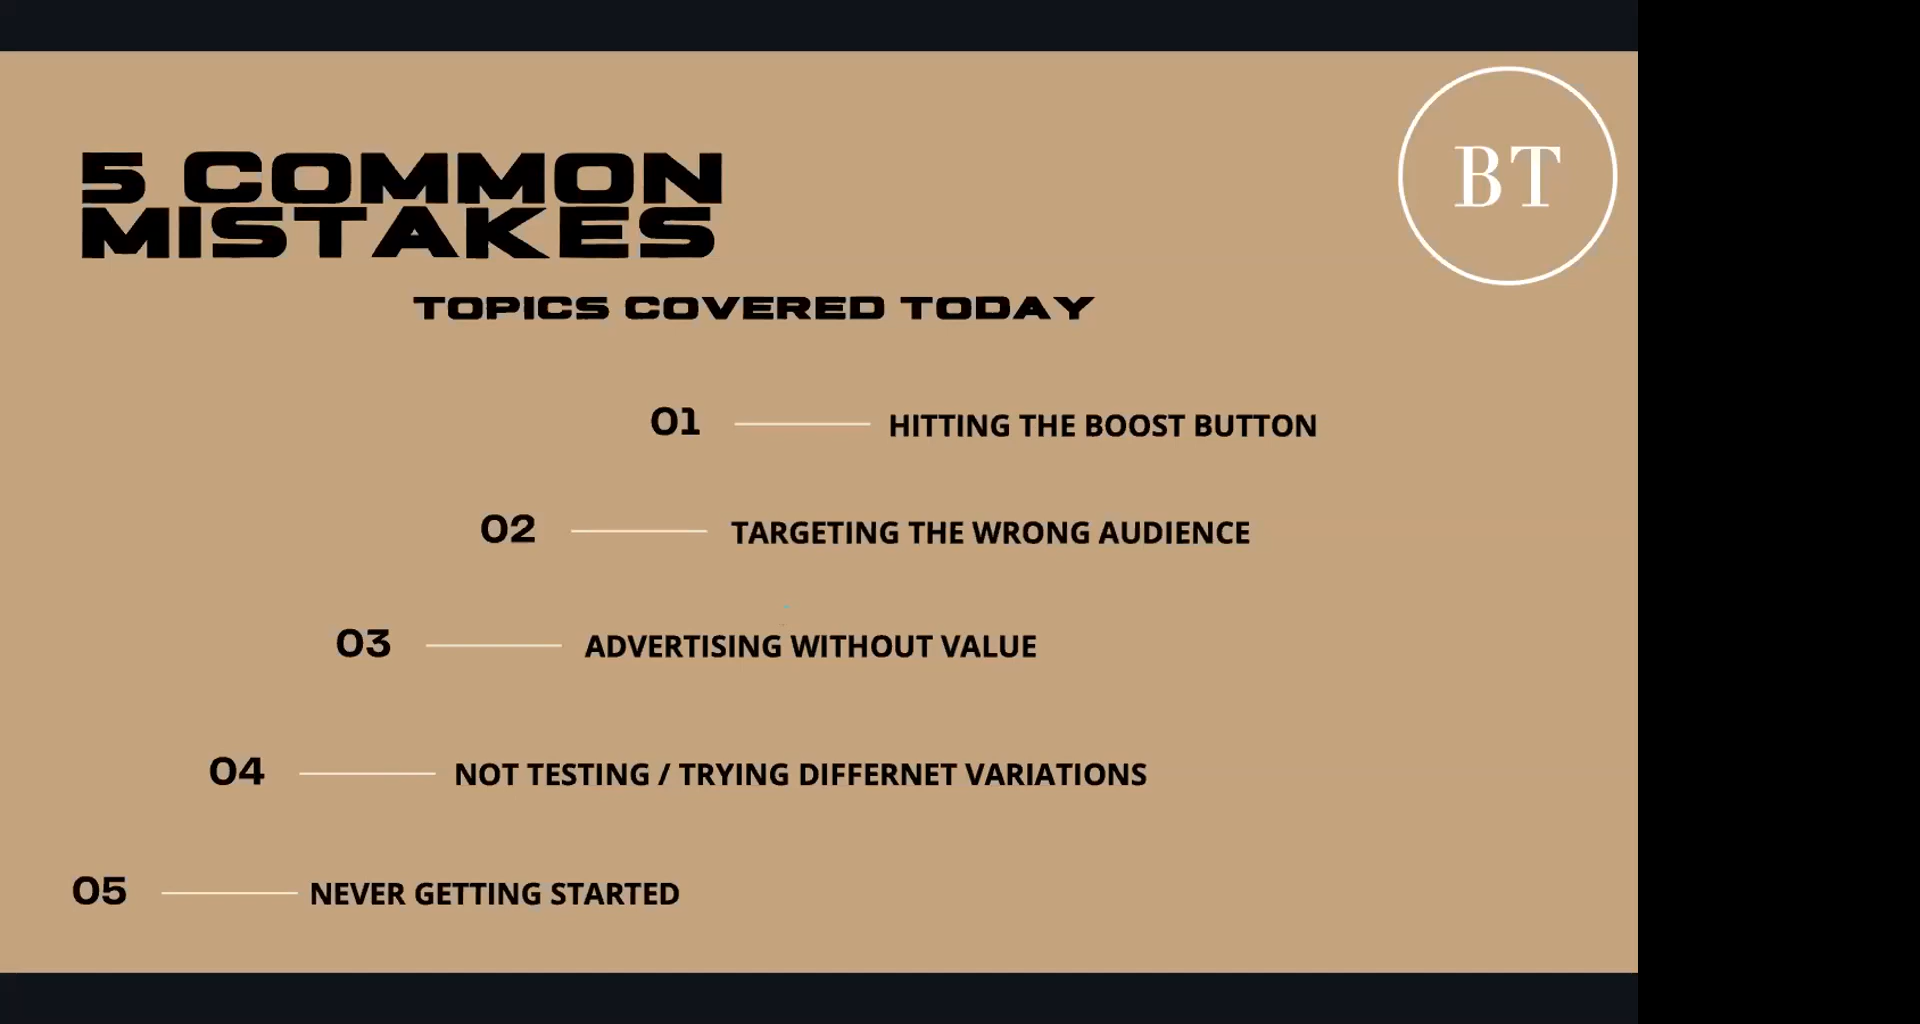 5 COMMON
MISTAKES
BT
TOPICS COVERED TODAY
01 HITTING THE BOOST BUTTON
02 TARGETING THE WRONG AUDIENCE
03 ADVERTISING WITHOUT VALUE
04 NOT TESTING / TRYING DIFFERNET VARIATIONS
05 NEVER GETTING STARTED